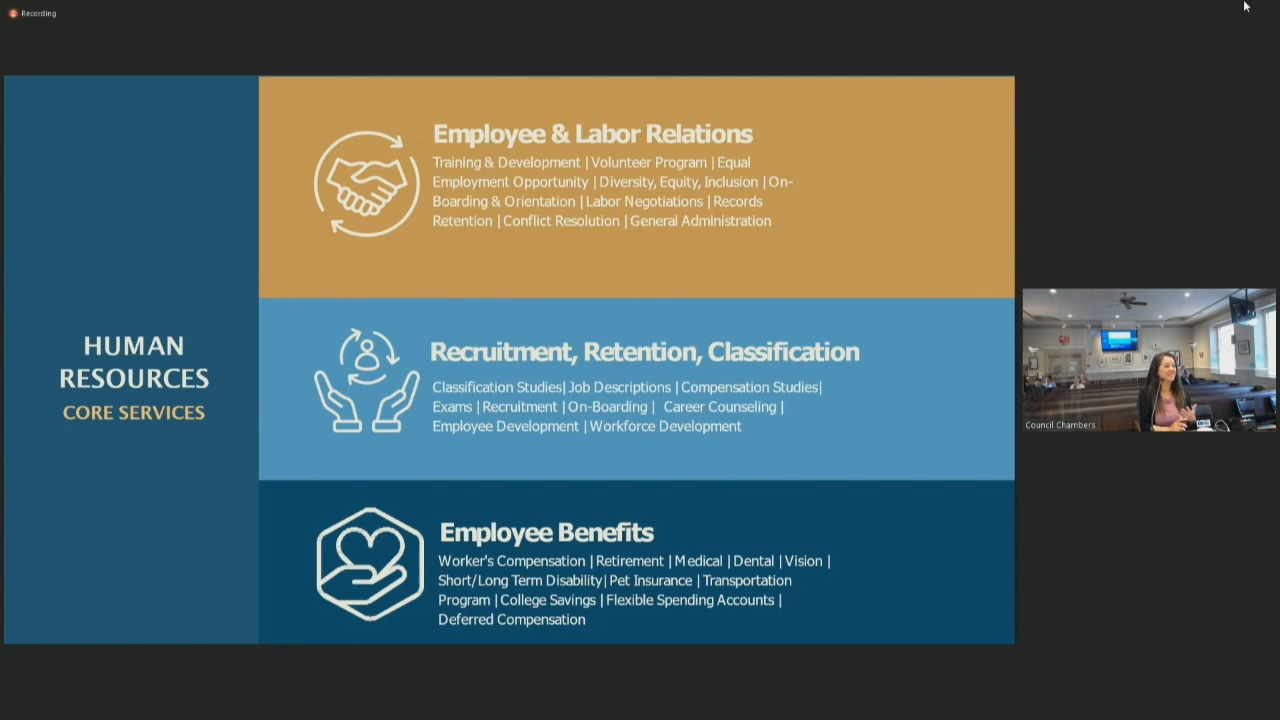 Recording
HUMAN
RESOURCES
CORE SERVICES
Employee & Labor Relations
Training & Development | Volunteer Program | Equal
Employment Opportunity | Diversity, Equity, Inclusion | On-
Boarding & Orientation | Labor Negotiations | Records
Retention | Conflict Resolution | General Administration
Recruitment, Retention, Classification
Classification Studies| Job Descriptions | Compensation Studies|
Exams | Recruitment | On-Boarding | Career Counseling |
Employee Development | Workforce Development
Employee Benefits
Worker's Compensation | Retirement | Medical | Dental | Vision |
Short/Long Term Disability| Pet Insurance | Transportation
Program | College Savings | Flexible Spending Accounts |
Deferred Compensation
Council Chambers